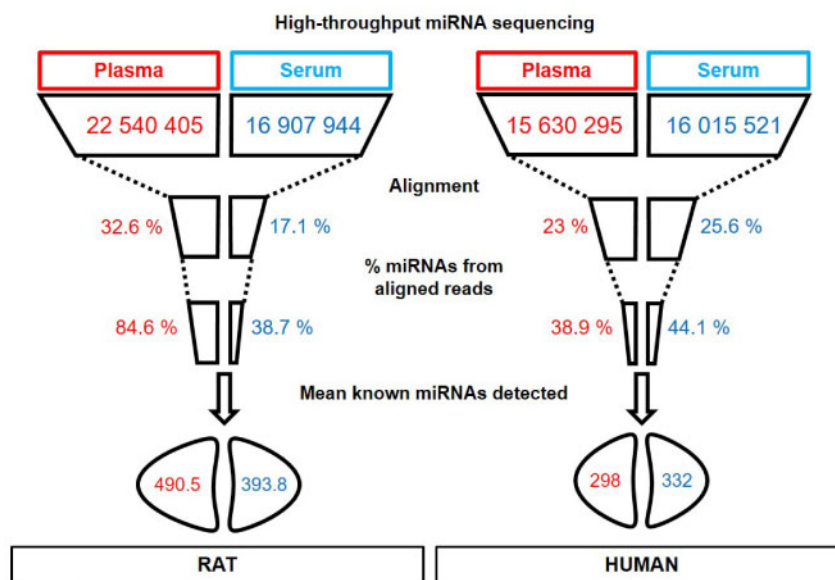 High-throughput miRNA sequencing
Plasma
Serum
Plasma
Serum
22 540 405
16 907 944
15 630 295
16 015 521
Alignment
32.6 %
17.1 %
23 %
25.6 %
% miRNAs from
aligned reads
84.6 %
38.7 %
38.9 %
44.1 %
Mean known miRNAs detected
490.5
393.8
298
332
RAT
HUMAN